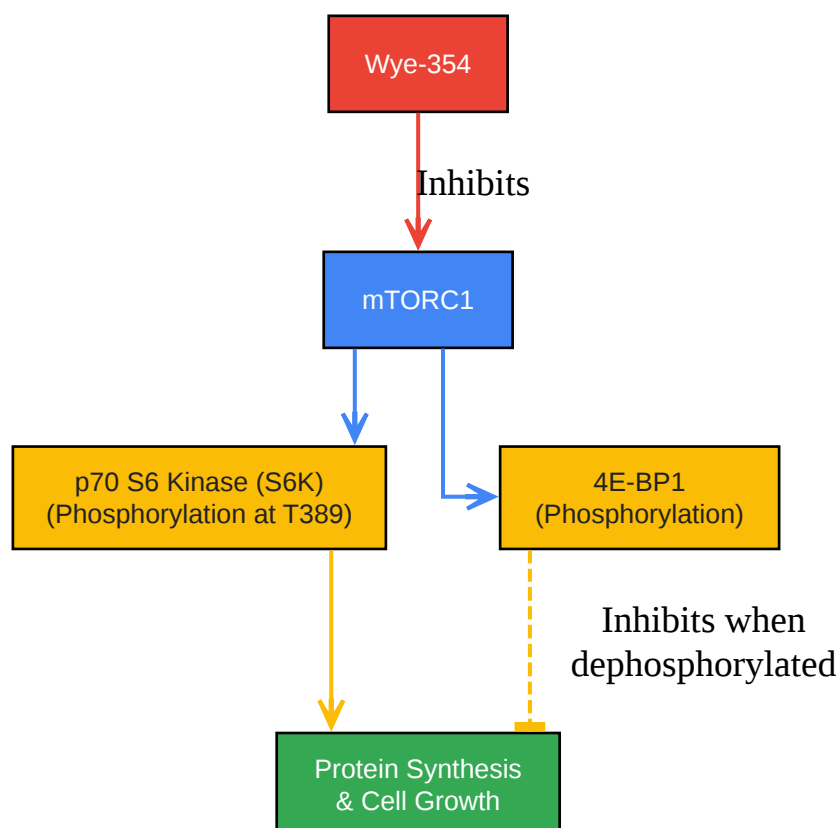 Wye-354
Inhibits
mTORC1
p70 S6 Kinase (S6K)
(Phosphorylation at T389)
4E-BP1
(Phosphorylation)
Inhibits when
dephosphorylated
Protein Synthesis
& Cell Growth